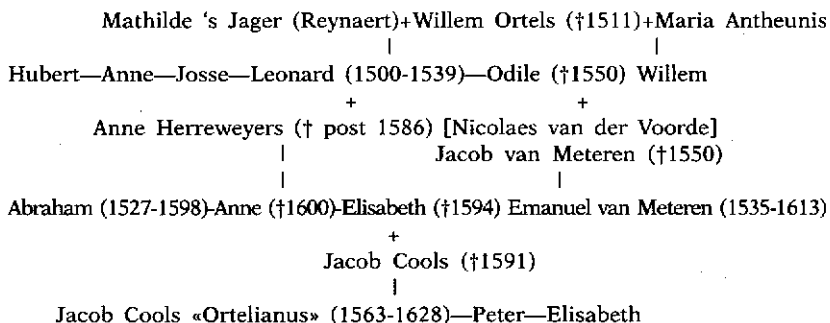 Mathilde 's Jager (Reynaert)+Willem Ortels (†1511)+Maria Antheunis
|                |
Hubert—Anne—Josse—Leonard (1500-1539)—Odile (†1550) Willem
+                +
Anne Herreweyers († post 1586) [Nicolaes van der Voorde]
|                Jacob van Meteren (†1550)
|                |
Abraham (1527-1598)-Anne (†1600)-Elisabeth (†1594) Emanuel van Meteren (1535-1613)
+
Jacob Cools (†1591)
|
Jacob Cools «Ortelianus» (1563-1628)—Peter—Elisabeth